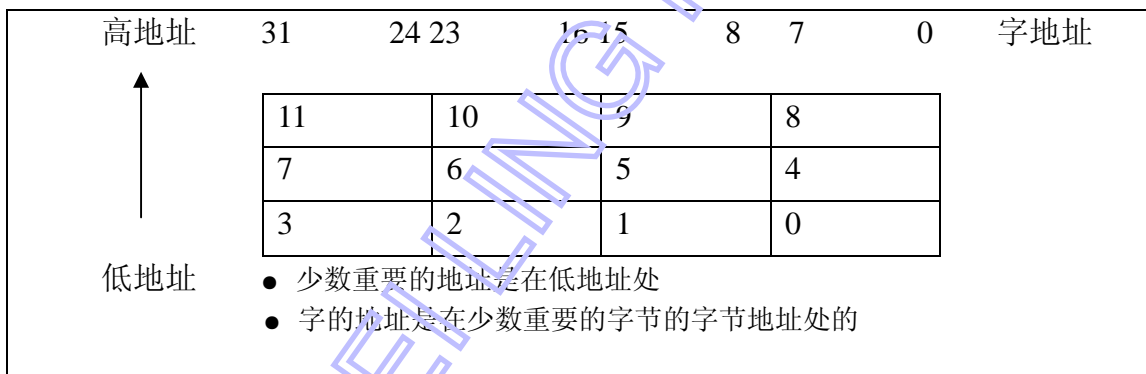 高地址 31 24 23 16 15 8 7 0 字地址
11 10 9 8
7 6 5 4
3 2 1 0
低地址
● 少数重要的地址是在低地址处
● 字的地址是在少数重要的字节的字节地址处的
EI LING